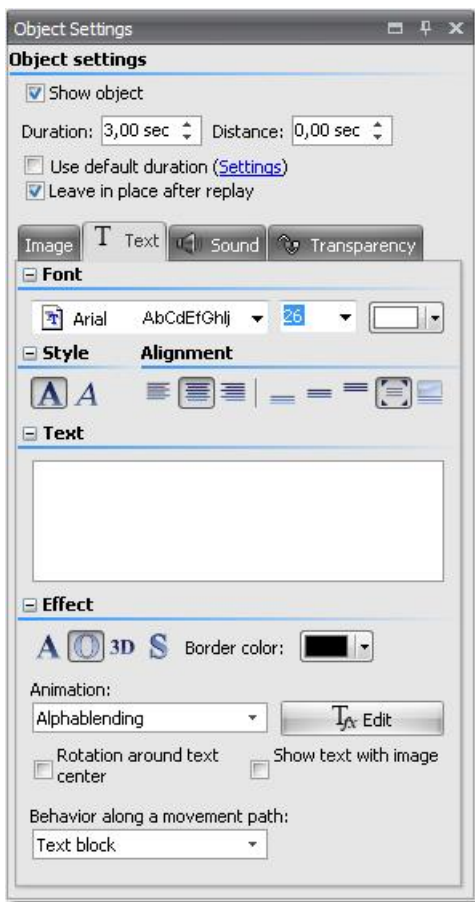 Object Settings
Object settings
Show object
Duration: 3,00 sec Distance: 0,00 sec
Use default duration (Settings)
Leave in place after replay
Image T Text Sound Transparency
Font
Arial AbCdEfGhIj 26
Style Alignment
A A
Text
Effect
A O 3D S Border color:
Animation:
Alphablending Tfx Edit
Rotation around text center Show text with image
Behavior along a movement path:
Text block